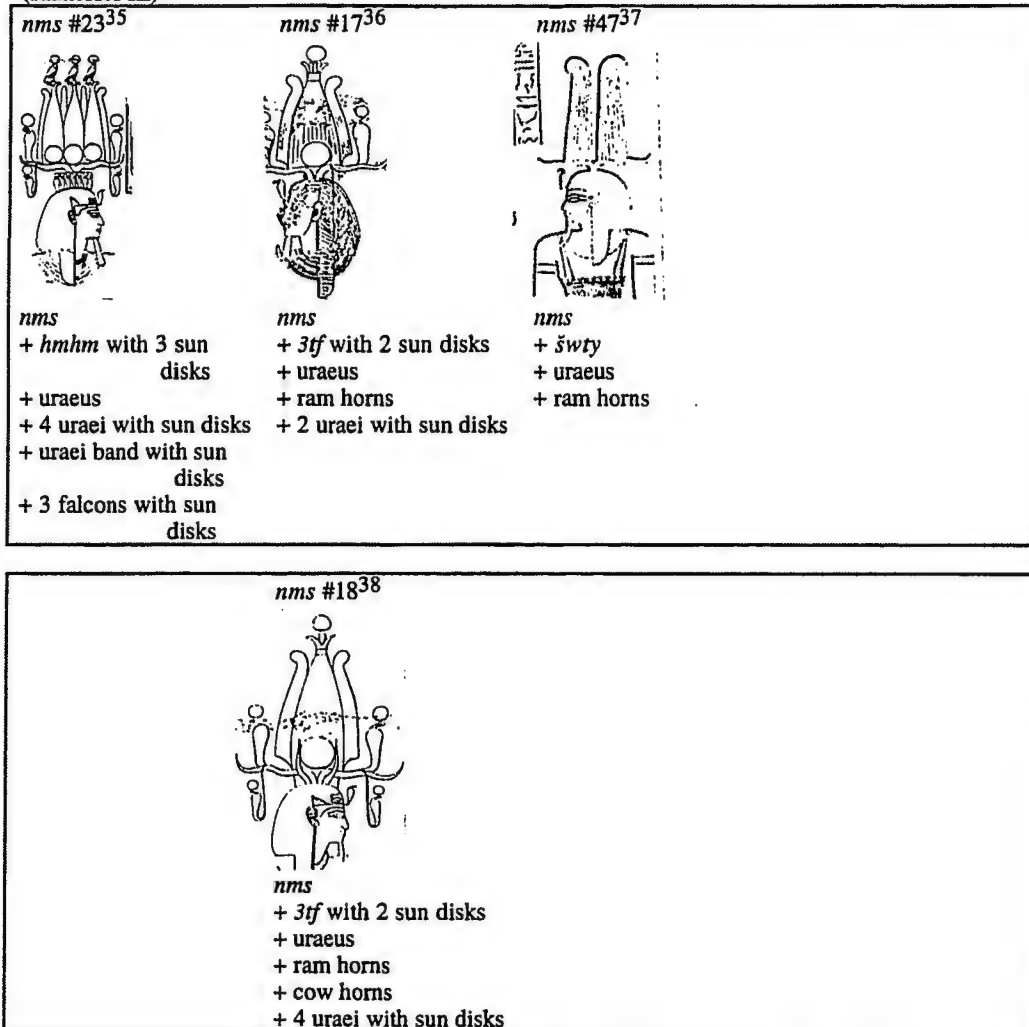 nms #23³⁵
nms #17³⁶
nms #47³⁷
nms
+ hmhm with 3 sun
disks
+ uraeus
+ 4 uraei with sun disks
+ uraei band with sun
disks
+ 3 falcons with sun
disks
nms
+ 3tf with 2 sun disks
+ uraeus
+ ram horns
+ 2 uraei with sun disks
nms
+ šwty
+ uraeus
+ ram horns
nms #18³⁸
nms
+ 3tf with 2 sun disks
+ uraeus
+ ram horns
+ cow horns
+ 4 uraei with sun disks